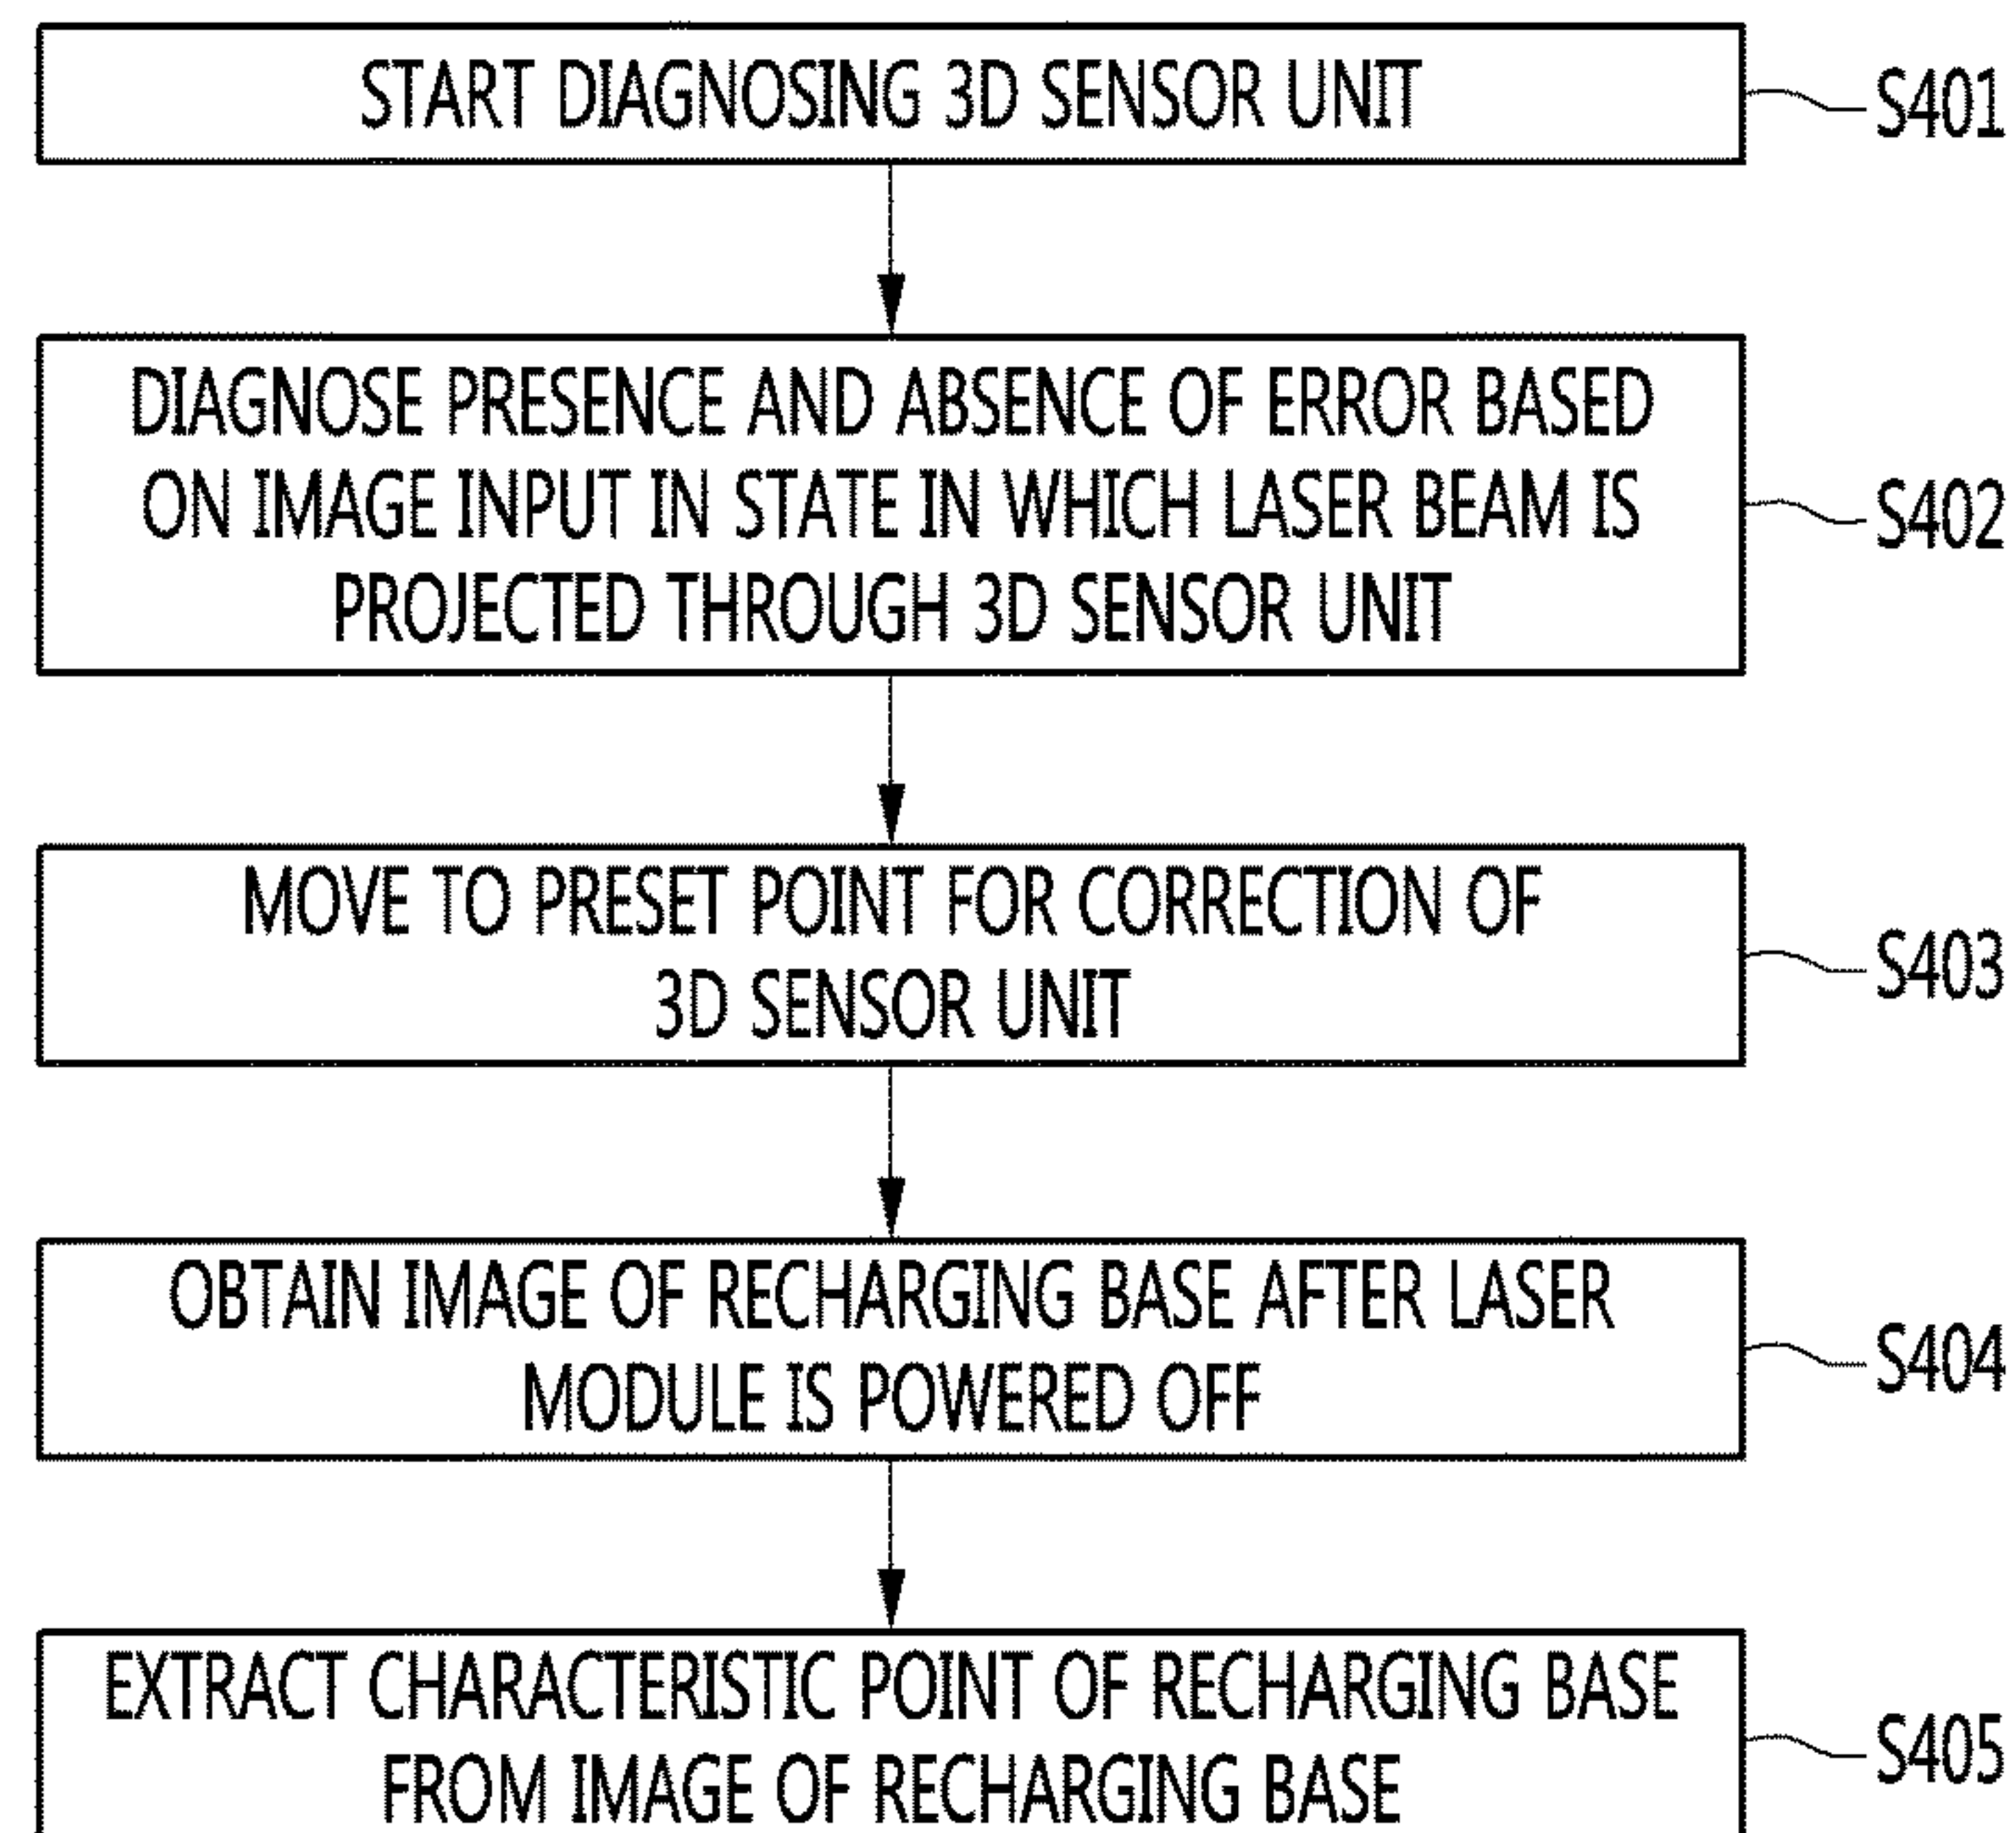 START DIAGNOSING 3D SENSOR UNIT
S401
DIAGNOSE PRESENCE AND ABSENCE OF ERROR BASED
ON IMAGE INPUT IN STATE IN WHICH LASER BEAM IS
PROJECTED THROUGH 3D SENSOR UNIT
S402
MOVE TO PRESET POINT FOR CORRECTION OF
3D SENSOR UNIT
S403
OBTAIN IMAGE OF RECHARGING BASE AFTER LASER
MODULE IS POWERED OFF
S404
EXTRACT CHARACTERISTIC POINT OF RECHARGING BASE
FROM IMAGE OF RECHARGING BASE
S405